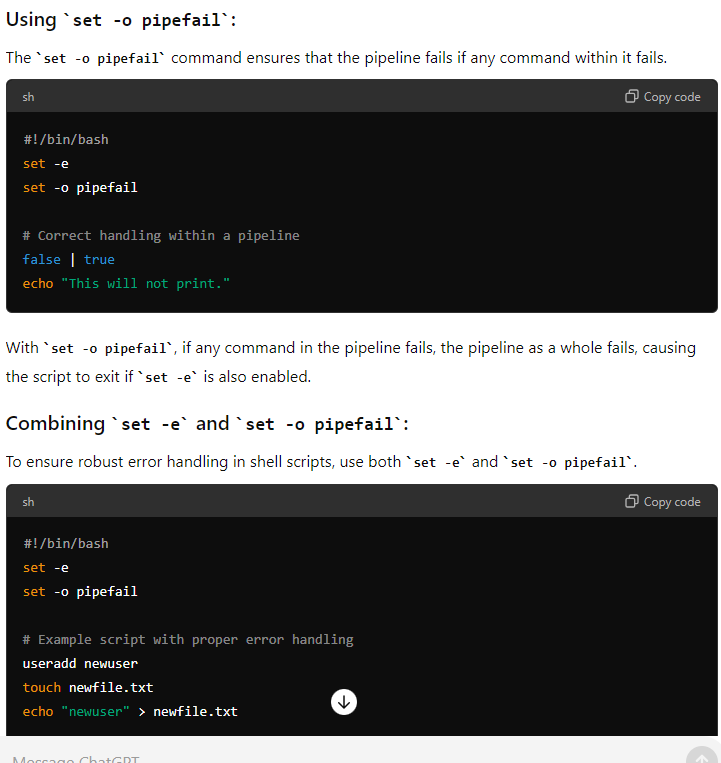 Using `set -o pipefail`:
The `set -o pipefail` command ensures that the pipeline fails if any command within it fails.
sh
Copy code
#!/bin/bash
set -e
set -o pipefail
# Correct handling within a pipeline
false | true
echo "This will not print."
With `set -o pipefail`, if any command in the pipeline fails, the pipeline as a whole fails, causing
the script to exit if `set -e` is also enabled.
Combining `set -e` and `set -o pipefail`:
To ensure robust error handling in shell scripts, use both `set -e` and `set -o pipefail`.
sh
Copy code
#!/bin/bash
set -e
set -o pipefail
# Example script with proper error handling
useradd newuser
touch newfile.txt
echo "newuser" > newfile.txt
Message ChatGPT